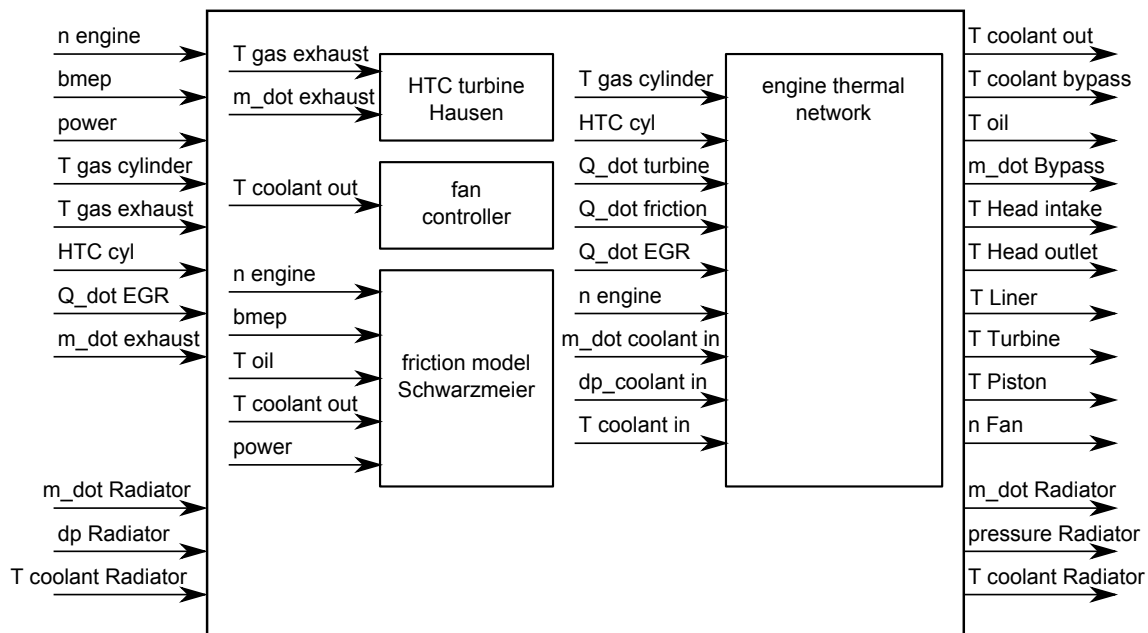 n engine
bmep
power
T gas cylinder
T gas exhaust
HTC cyl
Q_dot EGR
m_dot exhaust
m_dot Radiator
dp Radiator
T coolant Radiator
T gas exhaust
m_dot exhaust
HTC turbine
Hausen
T coolant out
fan
controller
n engine
bmep
T oil
T coolant out
power
friction model
Schwarzmeier
T gas cylinder
HTC cyl
Q_dot turbine
Q_dot friction
Q_dot EGR
n engine
m_dot coolant in
dp_coolant in
T coolant in
engine thermal
network
T coolant out
T coolant bypass
T oil
m_dot Bypass
T Head intake
T Head outlet
T Liner
T Turbine
T Piston
n Fan
m_dot Radiator
pressure Radiator
T coolant Radiator